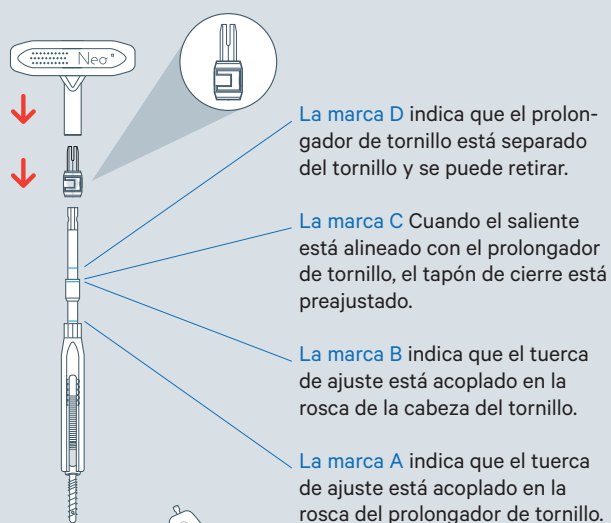 Neo
La marca D indica que el prolon-
gador de tornillo está separado
del tornillo y se puede retirar.
La marca C Cuando el saliente
está alineado con el prolongador
de tornillo, el tapón de cierre está
preajustado.
La marca B indica que el tuerca
de ajuste está acoplado en la
rosca de la cabeza del tornillo.
La marca A indica que el tuerca
de ajuste está acoplado en la
rosca del prolongador de tornillo.